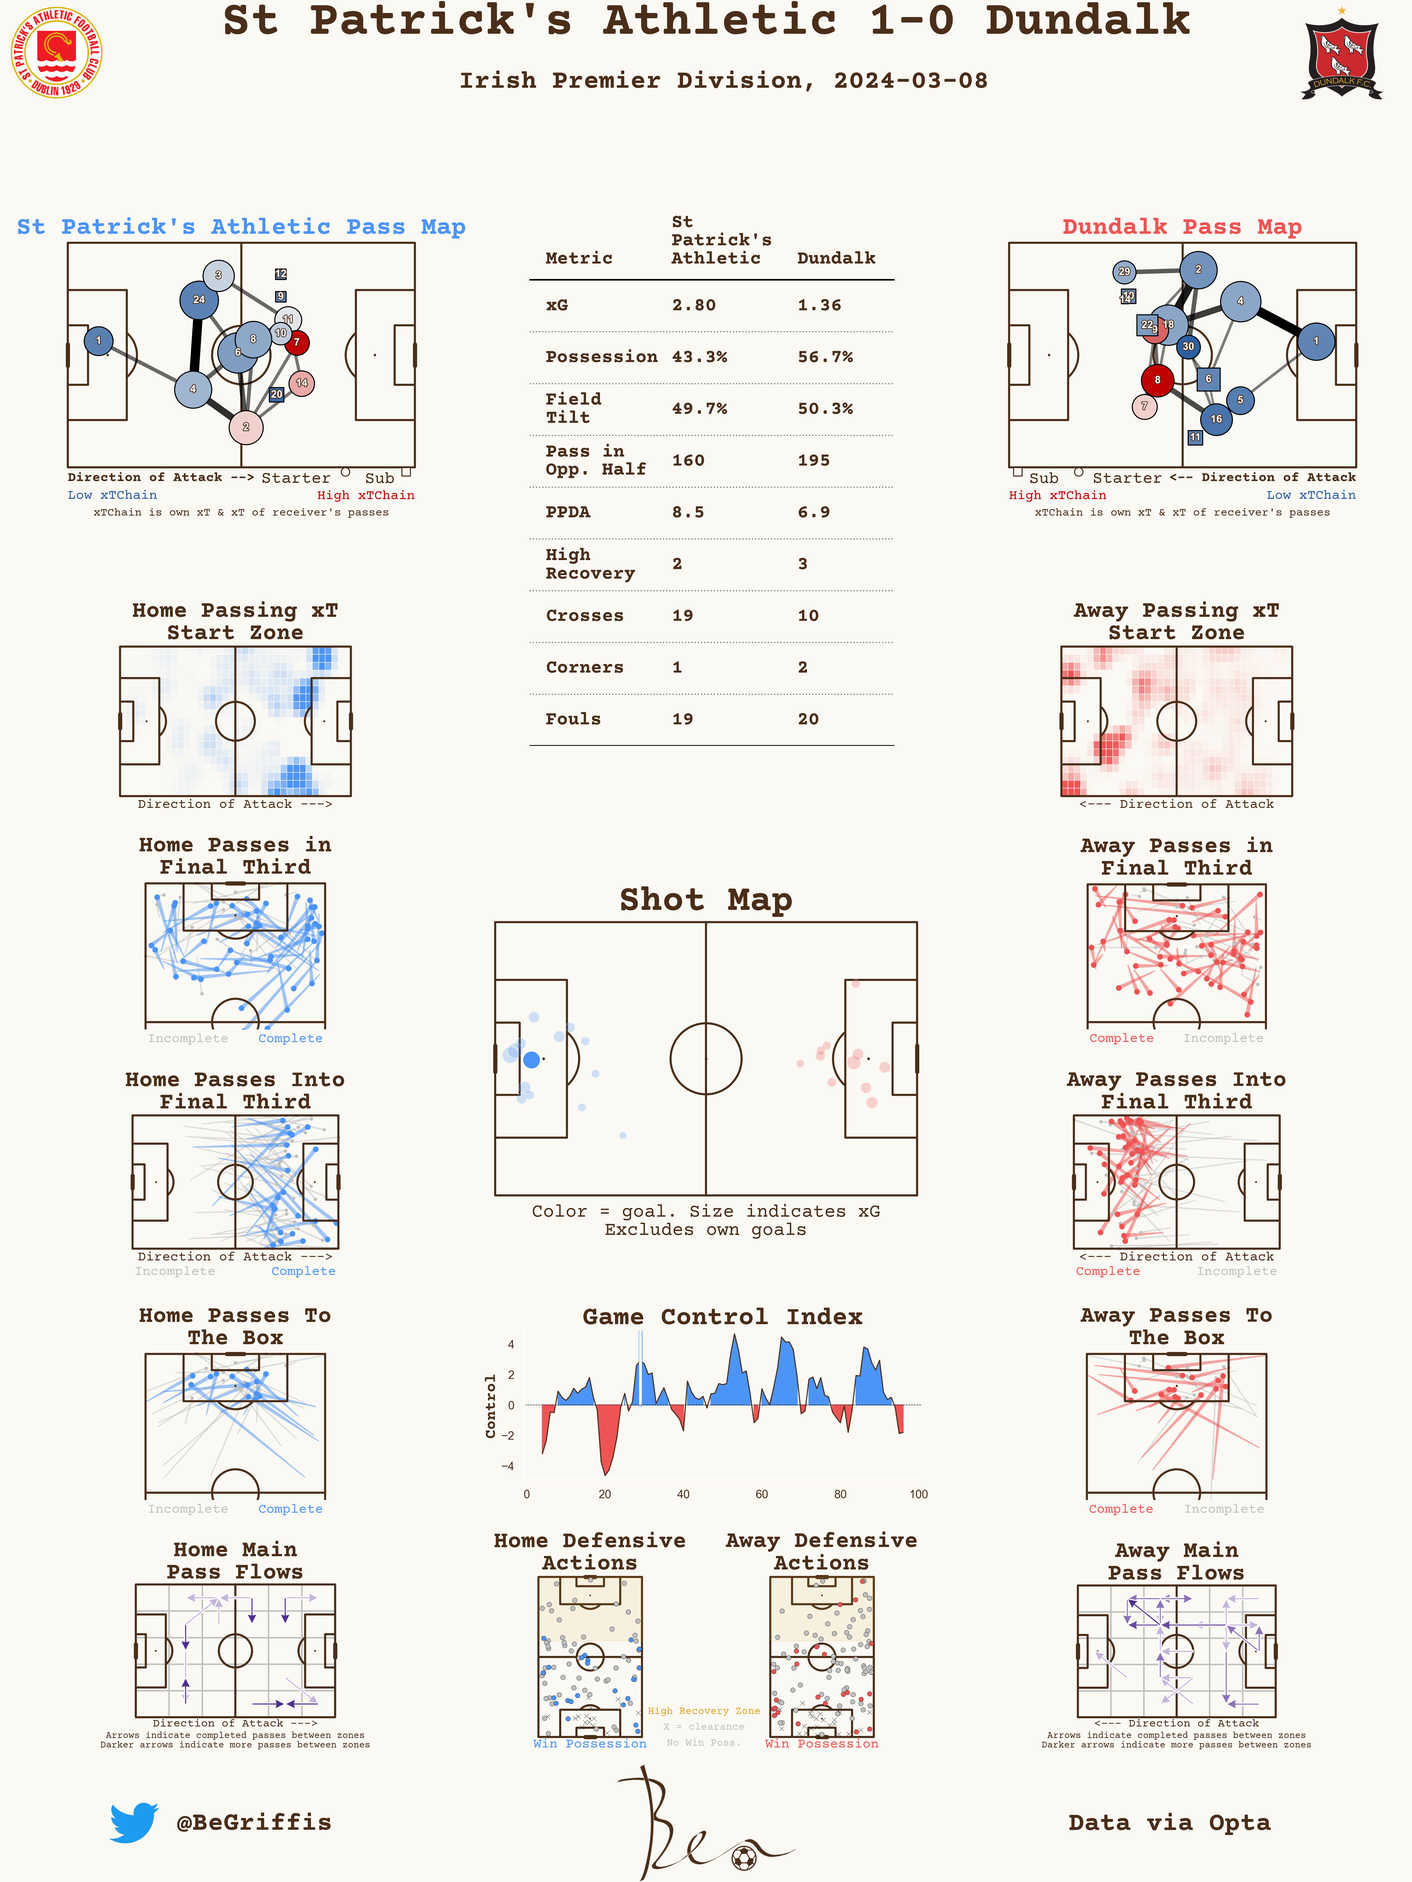 St Patrick's Athletic 1-0 Dundalk
Irish Premier Division, 2024-03-08
ST PATRICK'S ATHLETIC FOOTBALL CLUB
DUBLIN 1929
DUNDALK F.C.
St Patrick's Athletic Pass Map
3
12
24
9
11
10
8
7
1
6
14
4
20
2
Direction of Attack --> Starter Sub
Low xTChain High xTChain
xTChain is own xT & xT of receiver's passes
Metric St Patrick's Athletic Dundalk
xG 2.80 1.36
Possession 43.3% 56.7%
Field Tilt 49.7% 50.3%
Pass in Opp. Half 160 195
PPDA 8.5 6.9
High Recovery 2 3
Crosses 19 10
Corners 1 2
Fouls 19 20
Dundalk Pass Map
29
2
4
22
18
9
30
1
8
6
5
7
16
11
Sub Starter <-- Direction of Attack
High xTChain Low xTChain
xTChain is own xT & xT of receiver's passes
Home Passing xT
Start Zone
Direction of Attack --->
Away Passing xT
Start Zone
<--- Direction of Attack
Home Passes in
Final Third
Incomplete Complete
Away Passes in
Final Third
Complete Incomplete
Shot Map
Color = goal. Size indicates xG
Excludes own goals
Home Passes Into
Final Third
Direction of Attack --->
Incomplete Complete
Away Passes Into
Final Third
<--- Direction of Attack
Complete Incomplete
Home Passes To
The Box
Incomplete Complete
Game Control Index
Control
4
2
0
−2
−4
0 20 40 60 80 100
Away Passes To
The Box
Complete Incomplete
Home Main
Pass Flows
Direction of Attack --->
Arrows indicate completed passes between zones
Darker arrows indicate more passes between zones
Home Defensive
Actions
Win Possession
High Recovery Zone
X = clearance
No Win Poss.
Away Defensive
Actions
Win Possession
Away Main
Pass Flows
<--- Direction of Attack
Arrows indicate completed passes between zones
Darker arrows indicate more passes between zones
@BeGriffis
Ben
Data via Opta